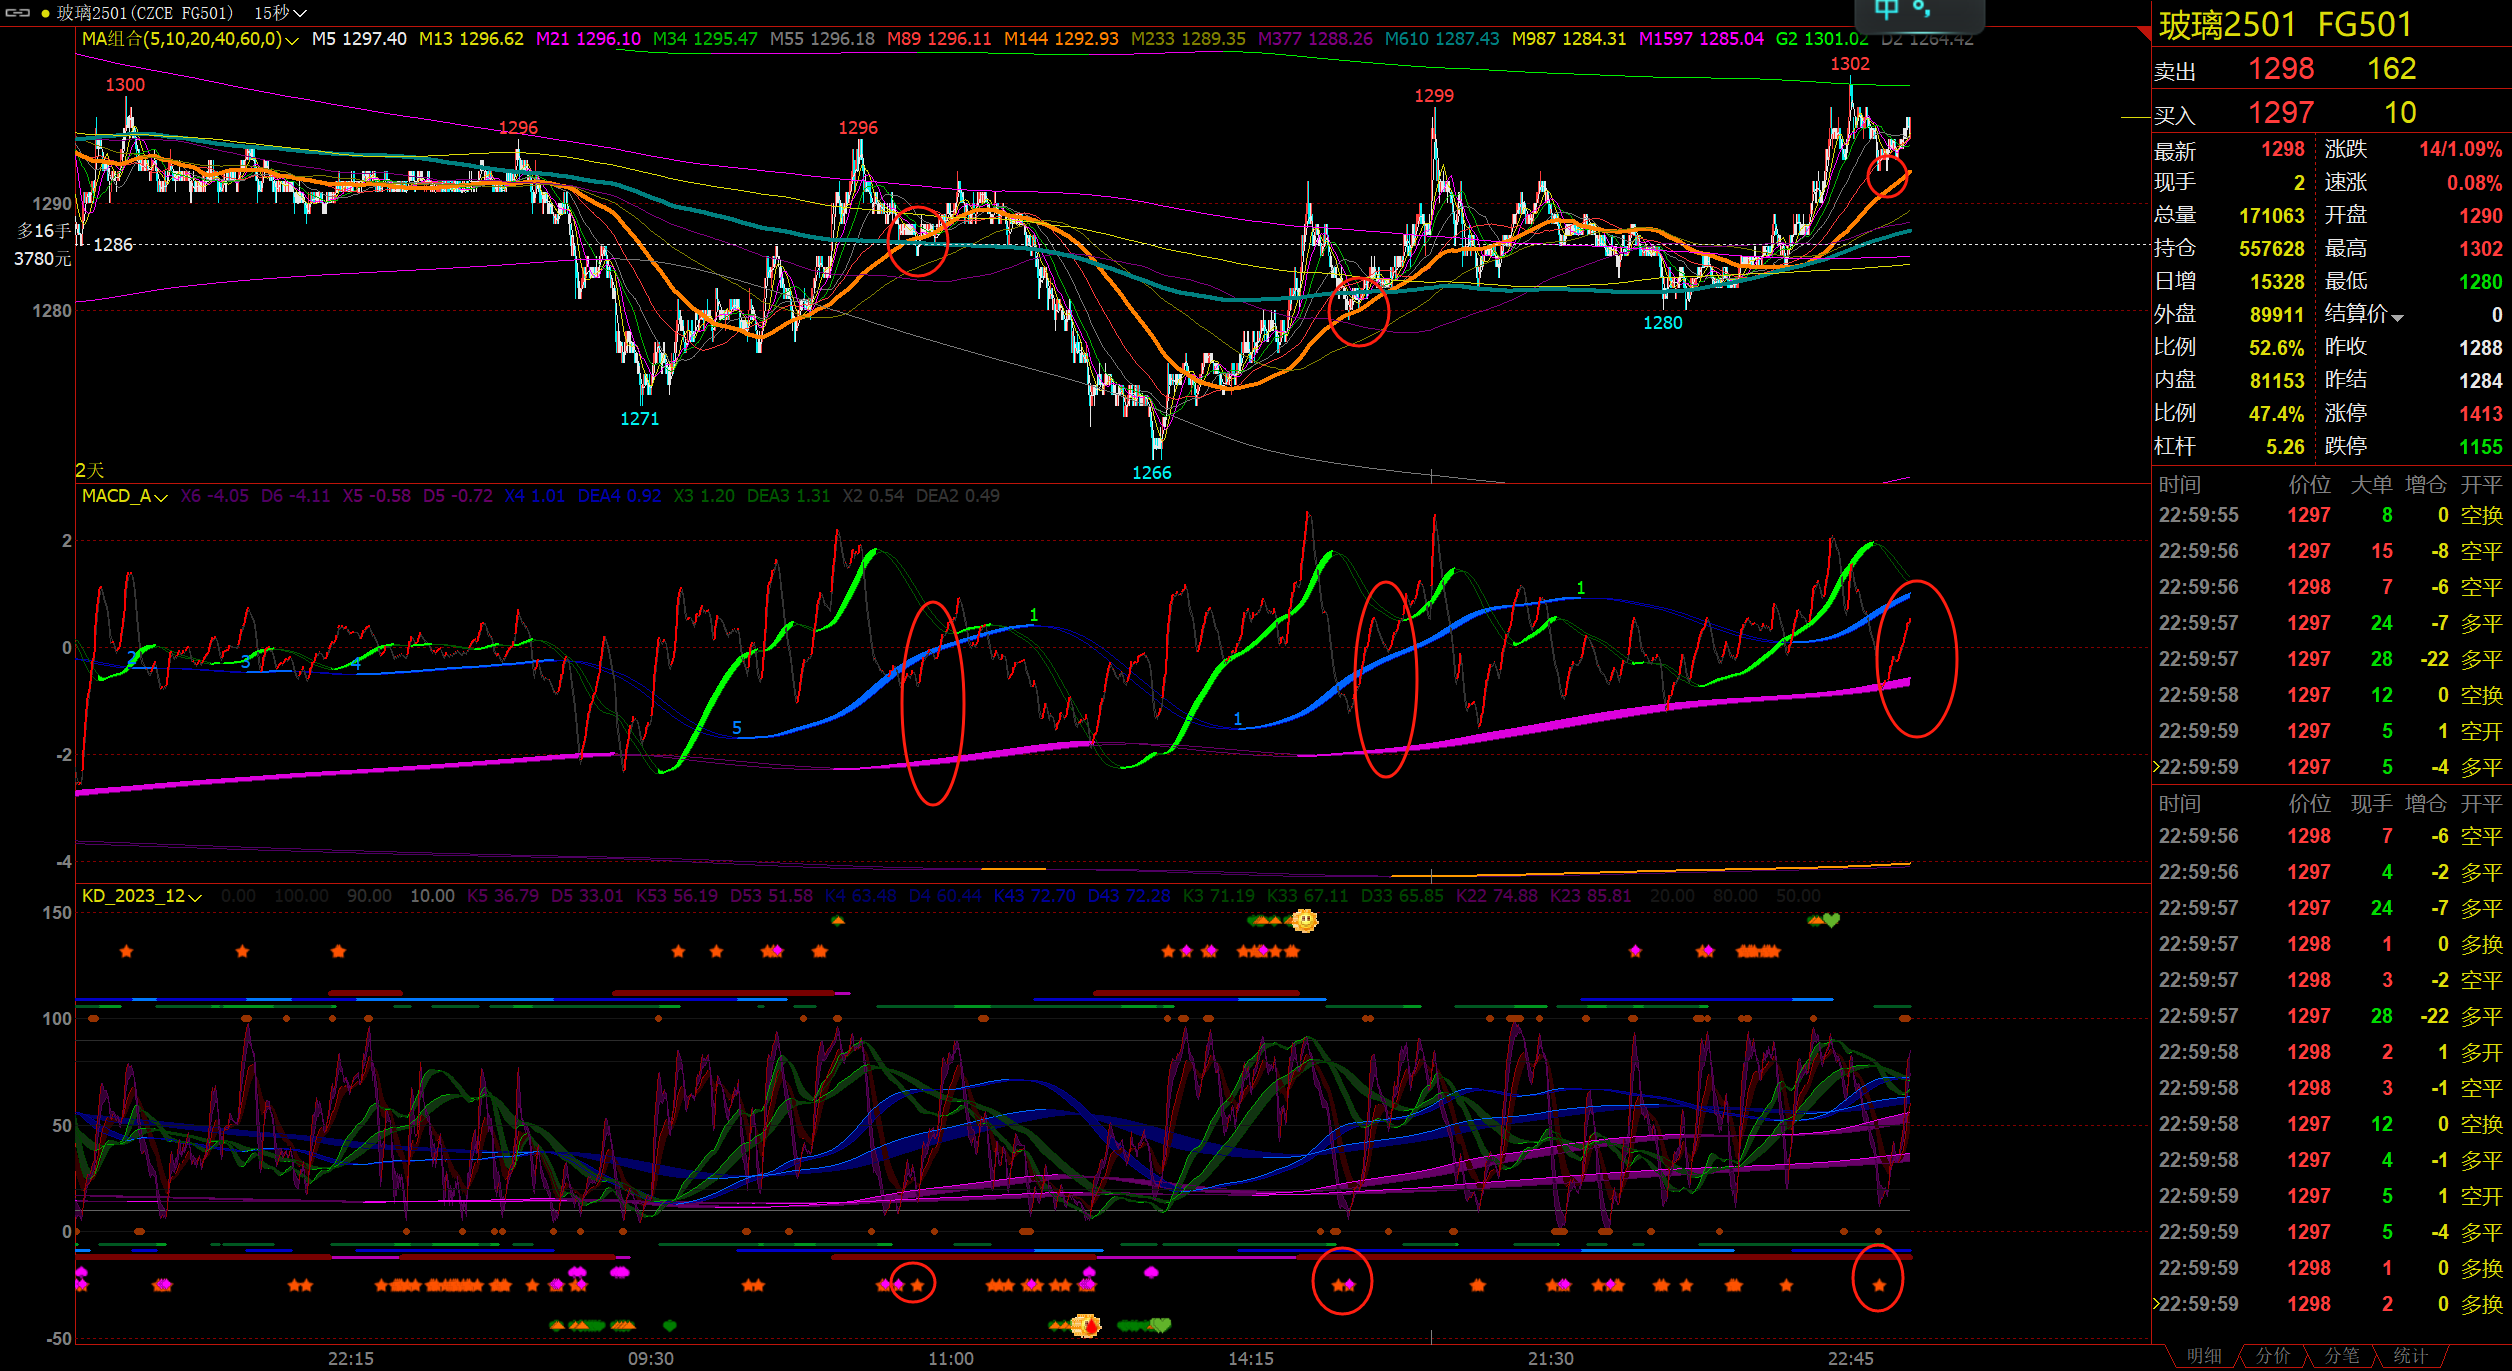 玻璃2501(CZCE FG501) 15秒
中 °,
MA组合(5,10,20,40,60,0) M5 1297.40 M13 1296.62 M21 1296.10 M34 1295.47 M55 1296.18 M89 1296.11 M144 1292.93 M233 1289.35 M377 1288.26 M610 1287.43 M987 1284.31 M1597 1285.04 G2 1301.02 D2 1264.42
1302
1300
1299
1296 1296
1290
多16手
1286
3780元
1280
1280
1271
1266
2天
MACD_A X6 -4.05 D6 -4.11 X5 -0.58 D5 -0.72 X4 1.01 DEA4 0.92 X3 1.20 DEA3 1.31 X2 0.54 DEA2 0.49
2
1 1
0
2 3 4
5 1
-2
-4
KD_2023_12 0.00 100.00 90.00 10.00 K5 36.79 D5 33.01 K53 56.19 D53 51.58 K4 63.48 D4 60.44 K43 72.70 D43 72.28 K3 71.19 K33 67.11 D33 65.85 K22 74.88 K23 85.81 20.00 80.00 50.00
150
100
50
0
-50
22:15 09:30 11:00 14:15 21:30 22:45
玻璃2501 FG501
卖出 1298 162
买入 1297 10
最新 1298 涨跌 14/1.09%
现手 2 速涨 0.08%
总量 171063 开盘 1290
持仓 557628 最高 1302
日增 15328 最低 1280
外盘 89911 结算价 0
比例 52.6% 昨收 1288
内盘 81153 昨结 1284
比例 47.4% 涨停 1413
杠杆 5.26 跌停 1155
时间 价位 大单 增仓 开平
22:59:55 1297 8 0 空换
22:59:56 1297 15 -8 空平
22:59:56 1298 7 -6 空平
22:59:57 1297 24 -7 多平
22:59:57 1297 28 -22 多平
22:59:58 1297 12 0 空换
22:59:59 1297 5 1 空开
>22:59:59 1297 5 -4 多平
时间 价位 现手 增仓 开平
22:59:56 1298 7 -6 空平
22:59:56 1297 4 -2 多平
22:59:57 1297 24 -7 多平
22:59:57 1298 1 0 多换
22:59:57 1298 3 -2 空平
22:59:57 1297 28 -22 多平
22:59:58 1298 2 1 多开
22:59:58 1298 3 -1 空平
22:59:58 1297 12 0 空换
22:59:58 1297 4 -1 多平
22:59:59 1297 5 1 空开
22:59:59 1297 5 -4 多平
22:59:59 1298 1 0 多换
>22:59:59 1298 2 0 多换
明细 分价 分笔 统计